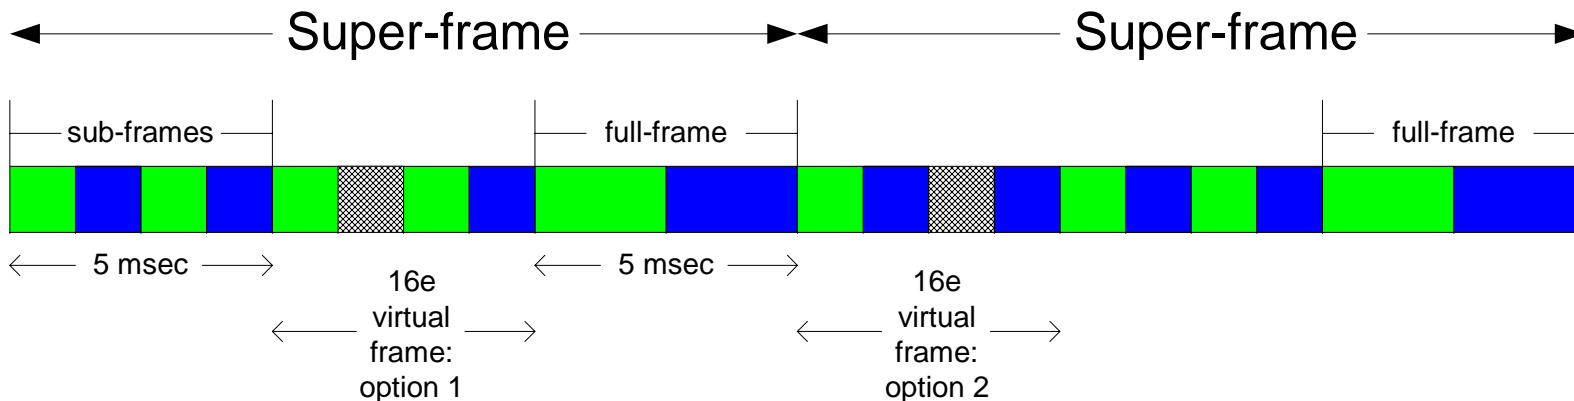 Super-frame
Super-frame
sub-frames
full-frame
full-frame
5 msec
5 msec
16e
virtual
frame:
option 1
16e
virtual
frame:
option 2